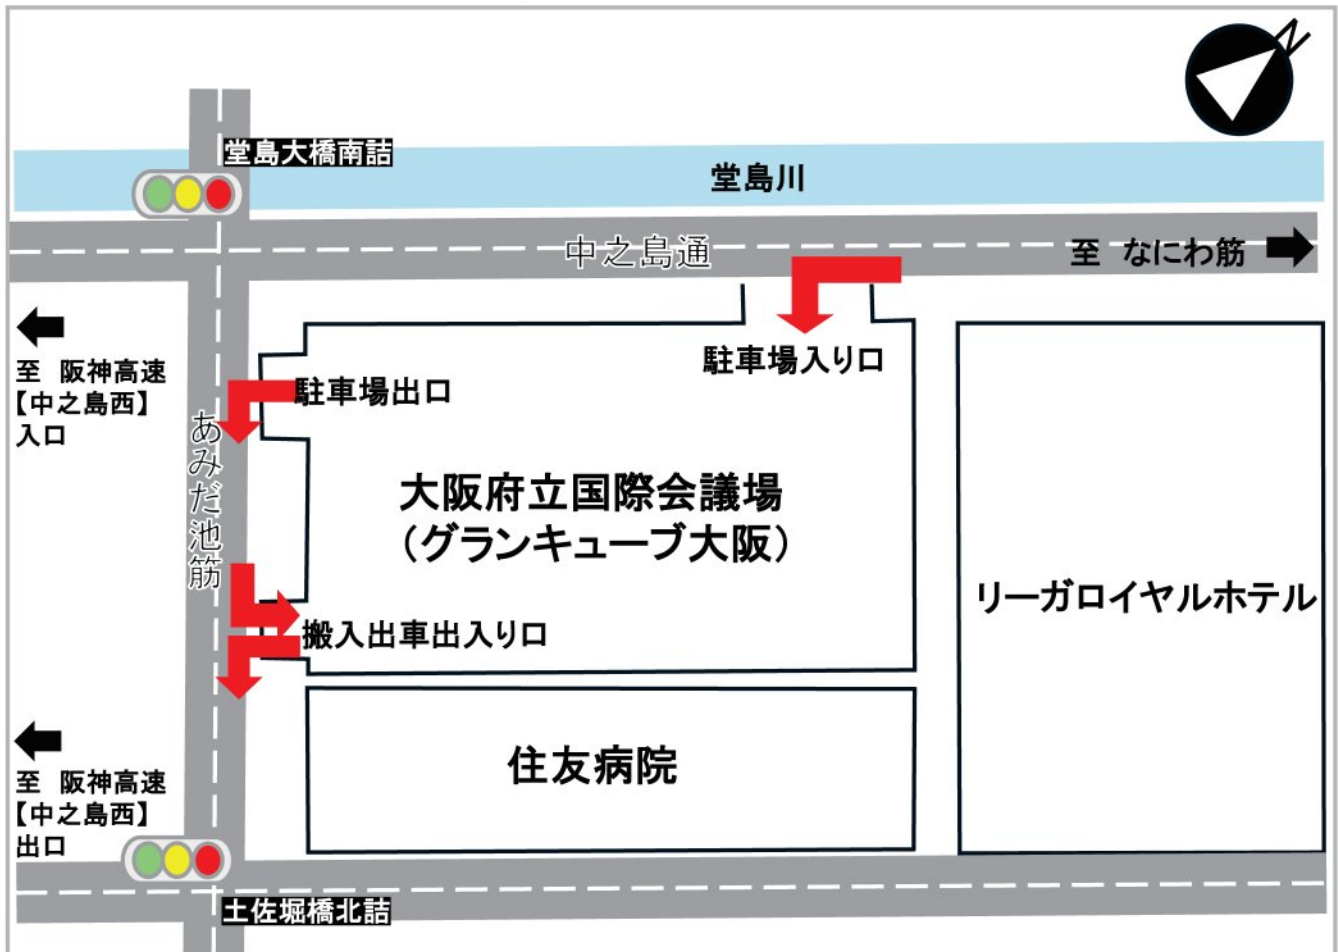 N
堂島大橋南詰
堂島川
中之島通
至 なにわ筋
至 阪神高速
【中之島西】
入口
駐車場入り口
駐車場出口
あみだ池筋
大阪府立国際会議場
（グランキューブ大阪）
リーガロイヤルホテル
搬入出車出入り口
住友病院
至 阪神高速
【中之島西】
出口
土佐堀橋北詰